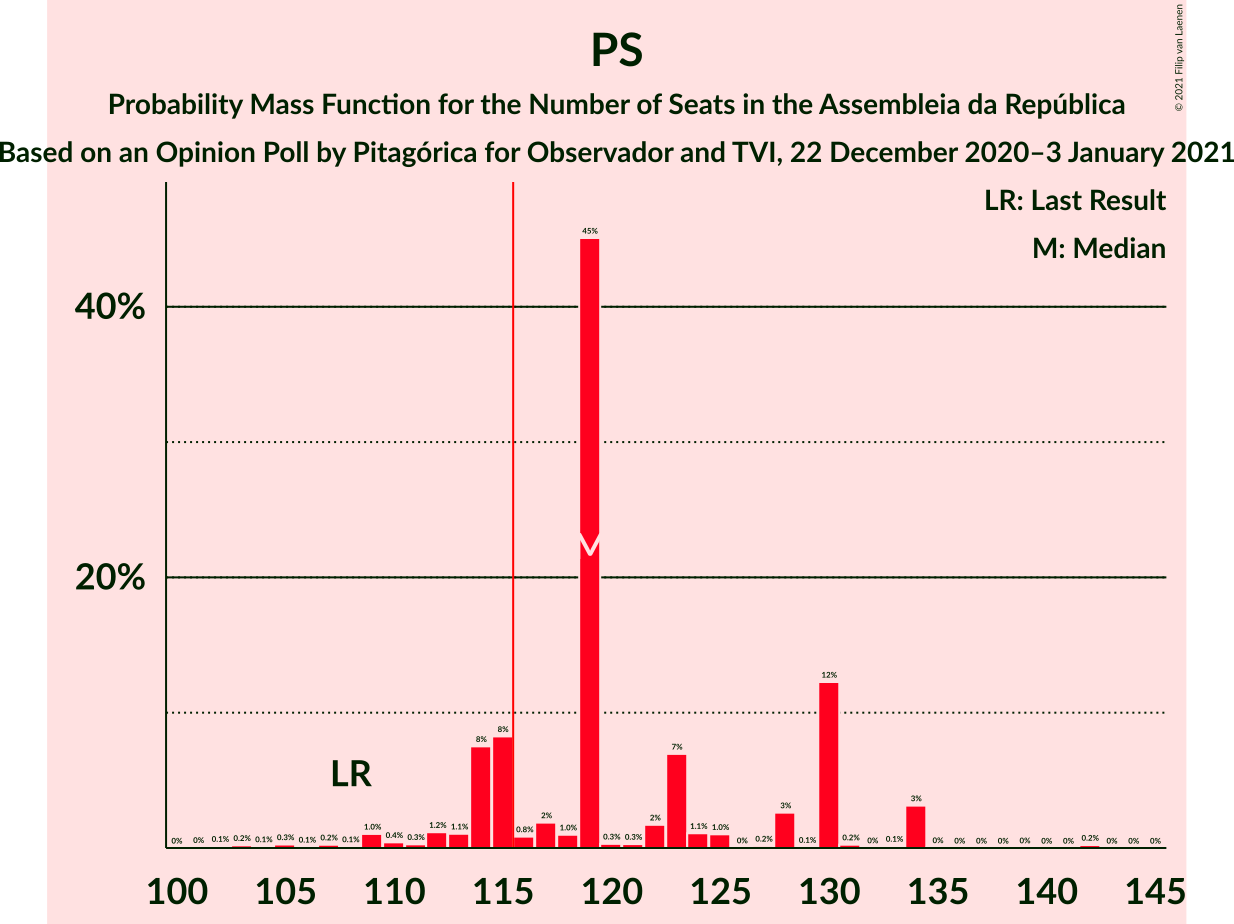 PS
Probability Mass Function for the Number of Seats in the Assembleia da República
Based on an Opinion Poll by Pitagórica for Observador and TVI, 22 December 2020–3 January 2021
© 2021 Filip van Laenen
LR: Last Result
M: Median
40%
20%
45%
M
LR
0% 0% 0.1% 0.2% 0.1% 0.3% 0.1% 0.2% 0.1% 1.0% 0.4% 0.3% 1.2% 1.1% 8% 8% 0.8% 2% 1.0% 0.3% 0.3% 2% 7% 1.1% 1.0% 0% 0.2% 3% 0.1% 12% 0.2% 0% 0.1% 3% 0% 0% 0% 0% 0% 0% 0% 0.2% 0% 0% 0%
100 105 110 115 120 125 130 135 140 145